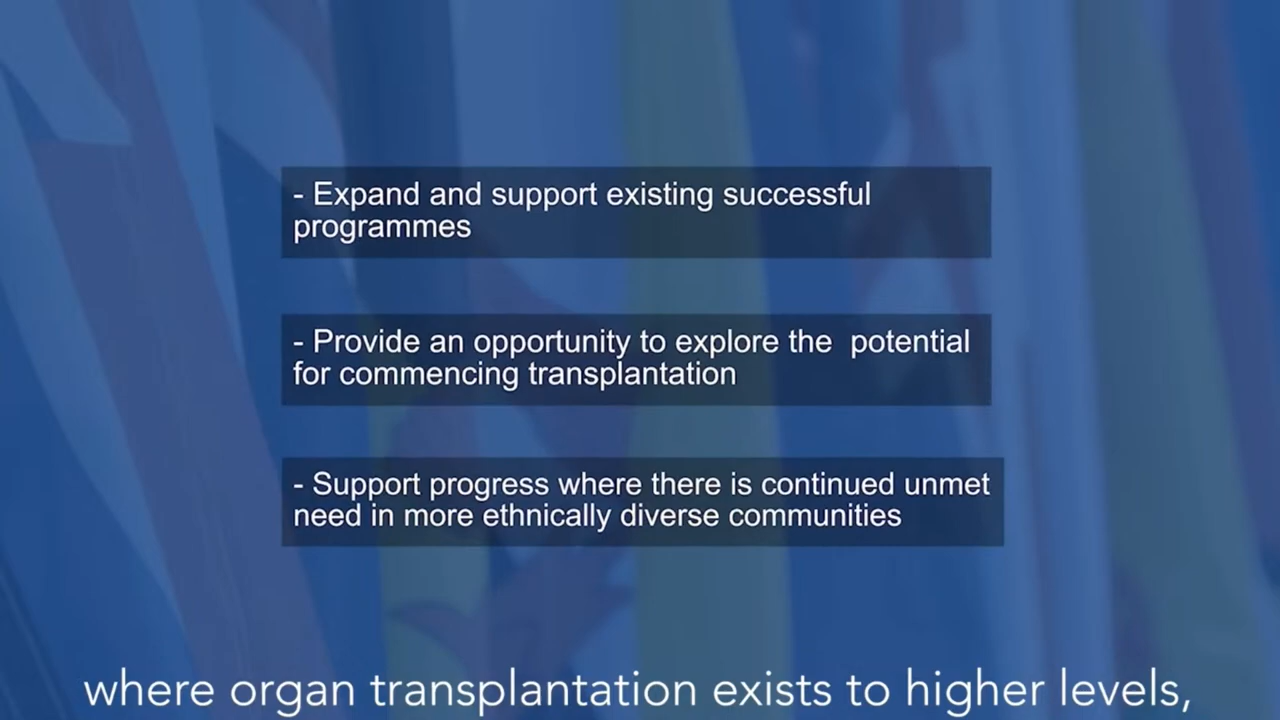 - Expand and support existing successful
programmes
- Provide an opportunity to explore the  potential
for commencing transplantation
- Support progress where there is continued unmet
need in more ethnically diverse communities
where organ transplantation exists to higher levels,